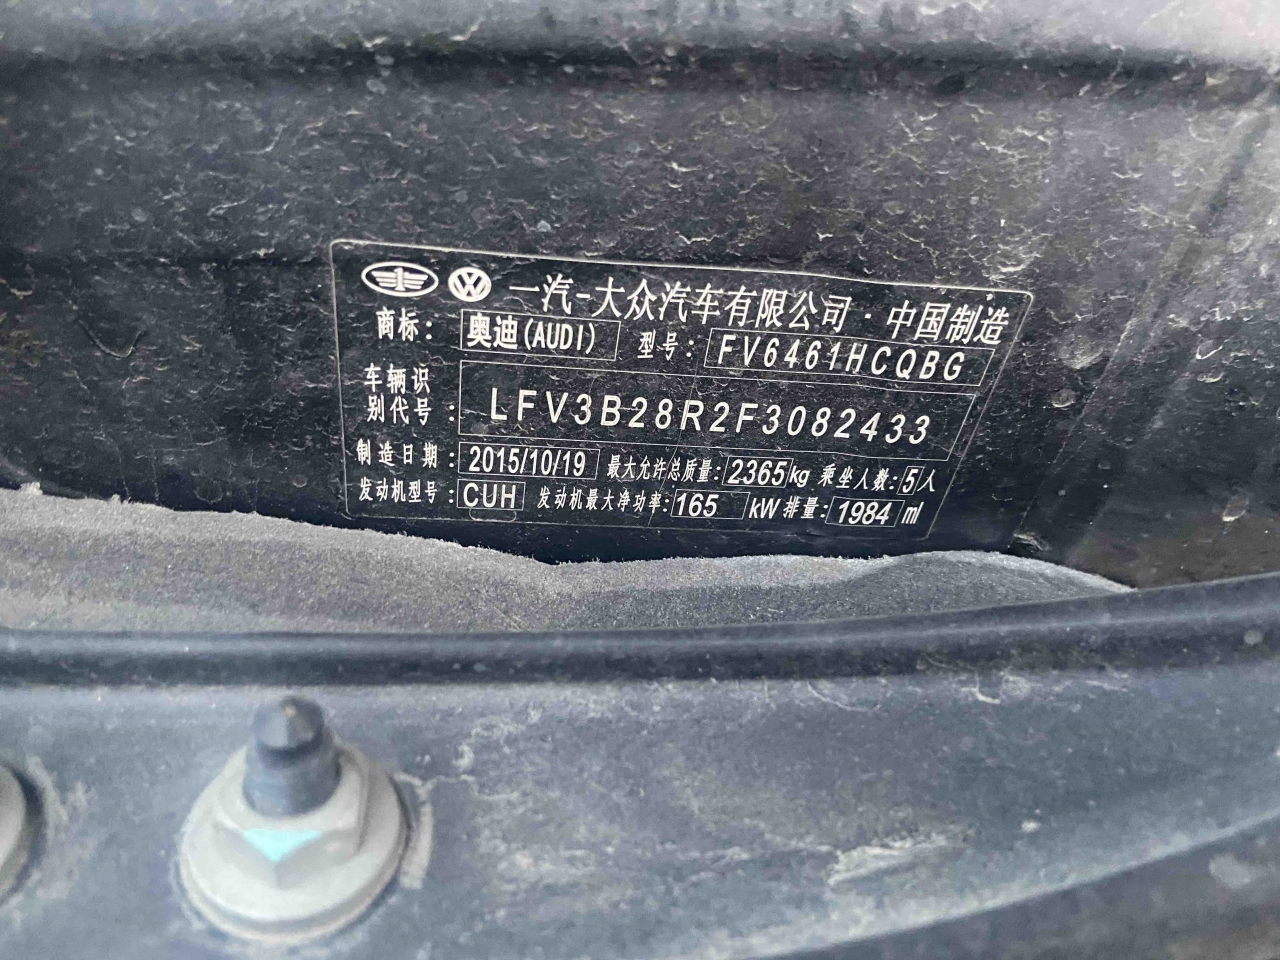 一汽-大众汽车有限公司·中国制造
商标：奥迪(AUDI) 型号：FV6461HCQBG
车辆识
别代号：LFV3B28R2F3082433
制造日期：2015/10/19 最大允许总质量：2365kg 乘坐人数：5人
发动机型号：CUH 发动机最大净功率：165 kW 排量：1984 ml